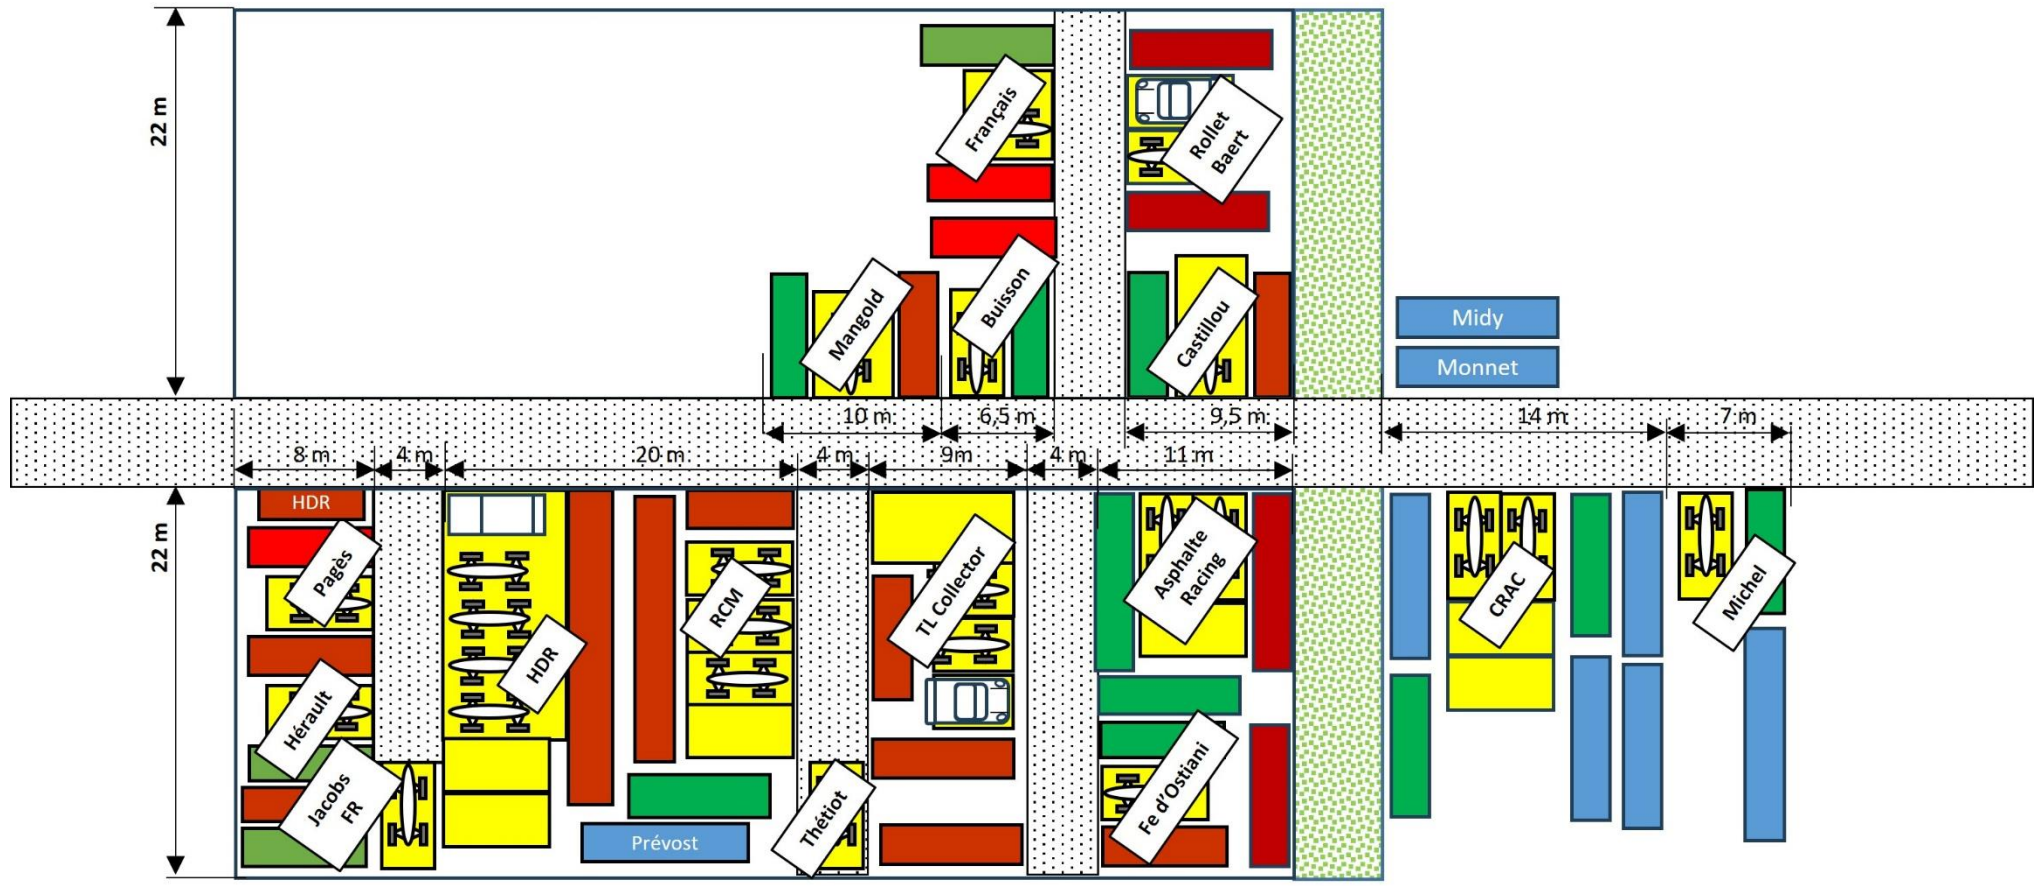 22 m
Français
Rollet
Baert
Mangold
Buisson
Castillou
Midy
Monnet
10 m
6,5 m
9,5 m
14 m
7 m
8 m
4 m
20 m
4 m
9m
4 m
11 m
22 m
HDR
Pagès
Hérault
Jacobs
FR
HDR
RCM
Prévost
Thétiot
TL Collector
Asphalte
Racing
Fe d'Ostiani
CRAC
Michel